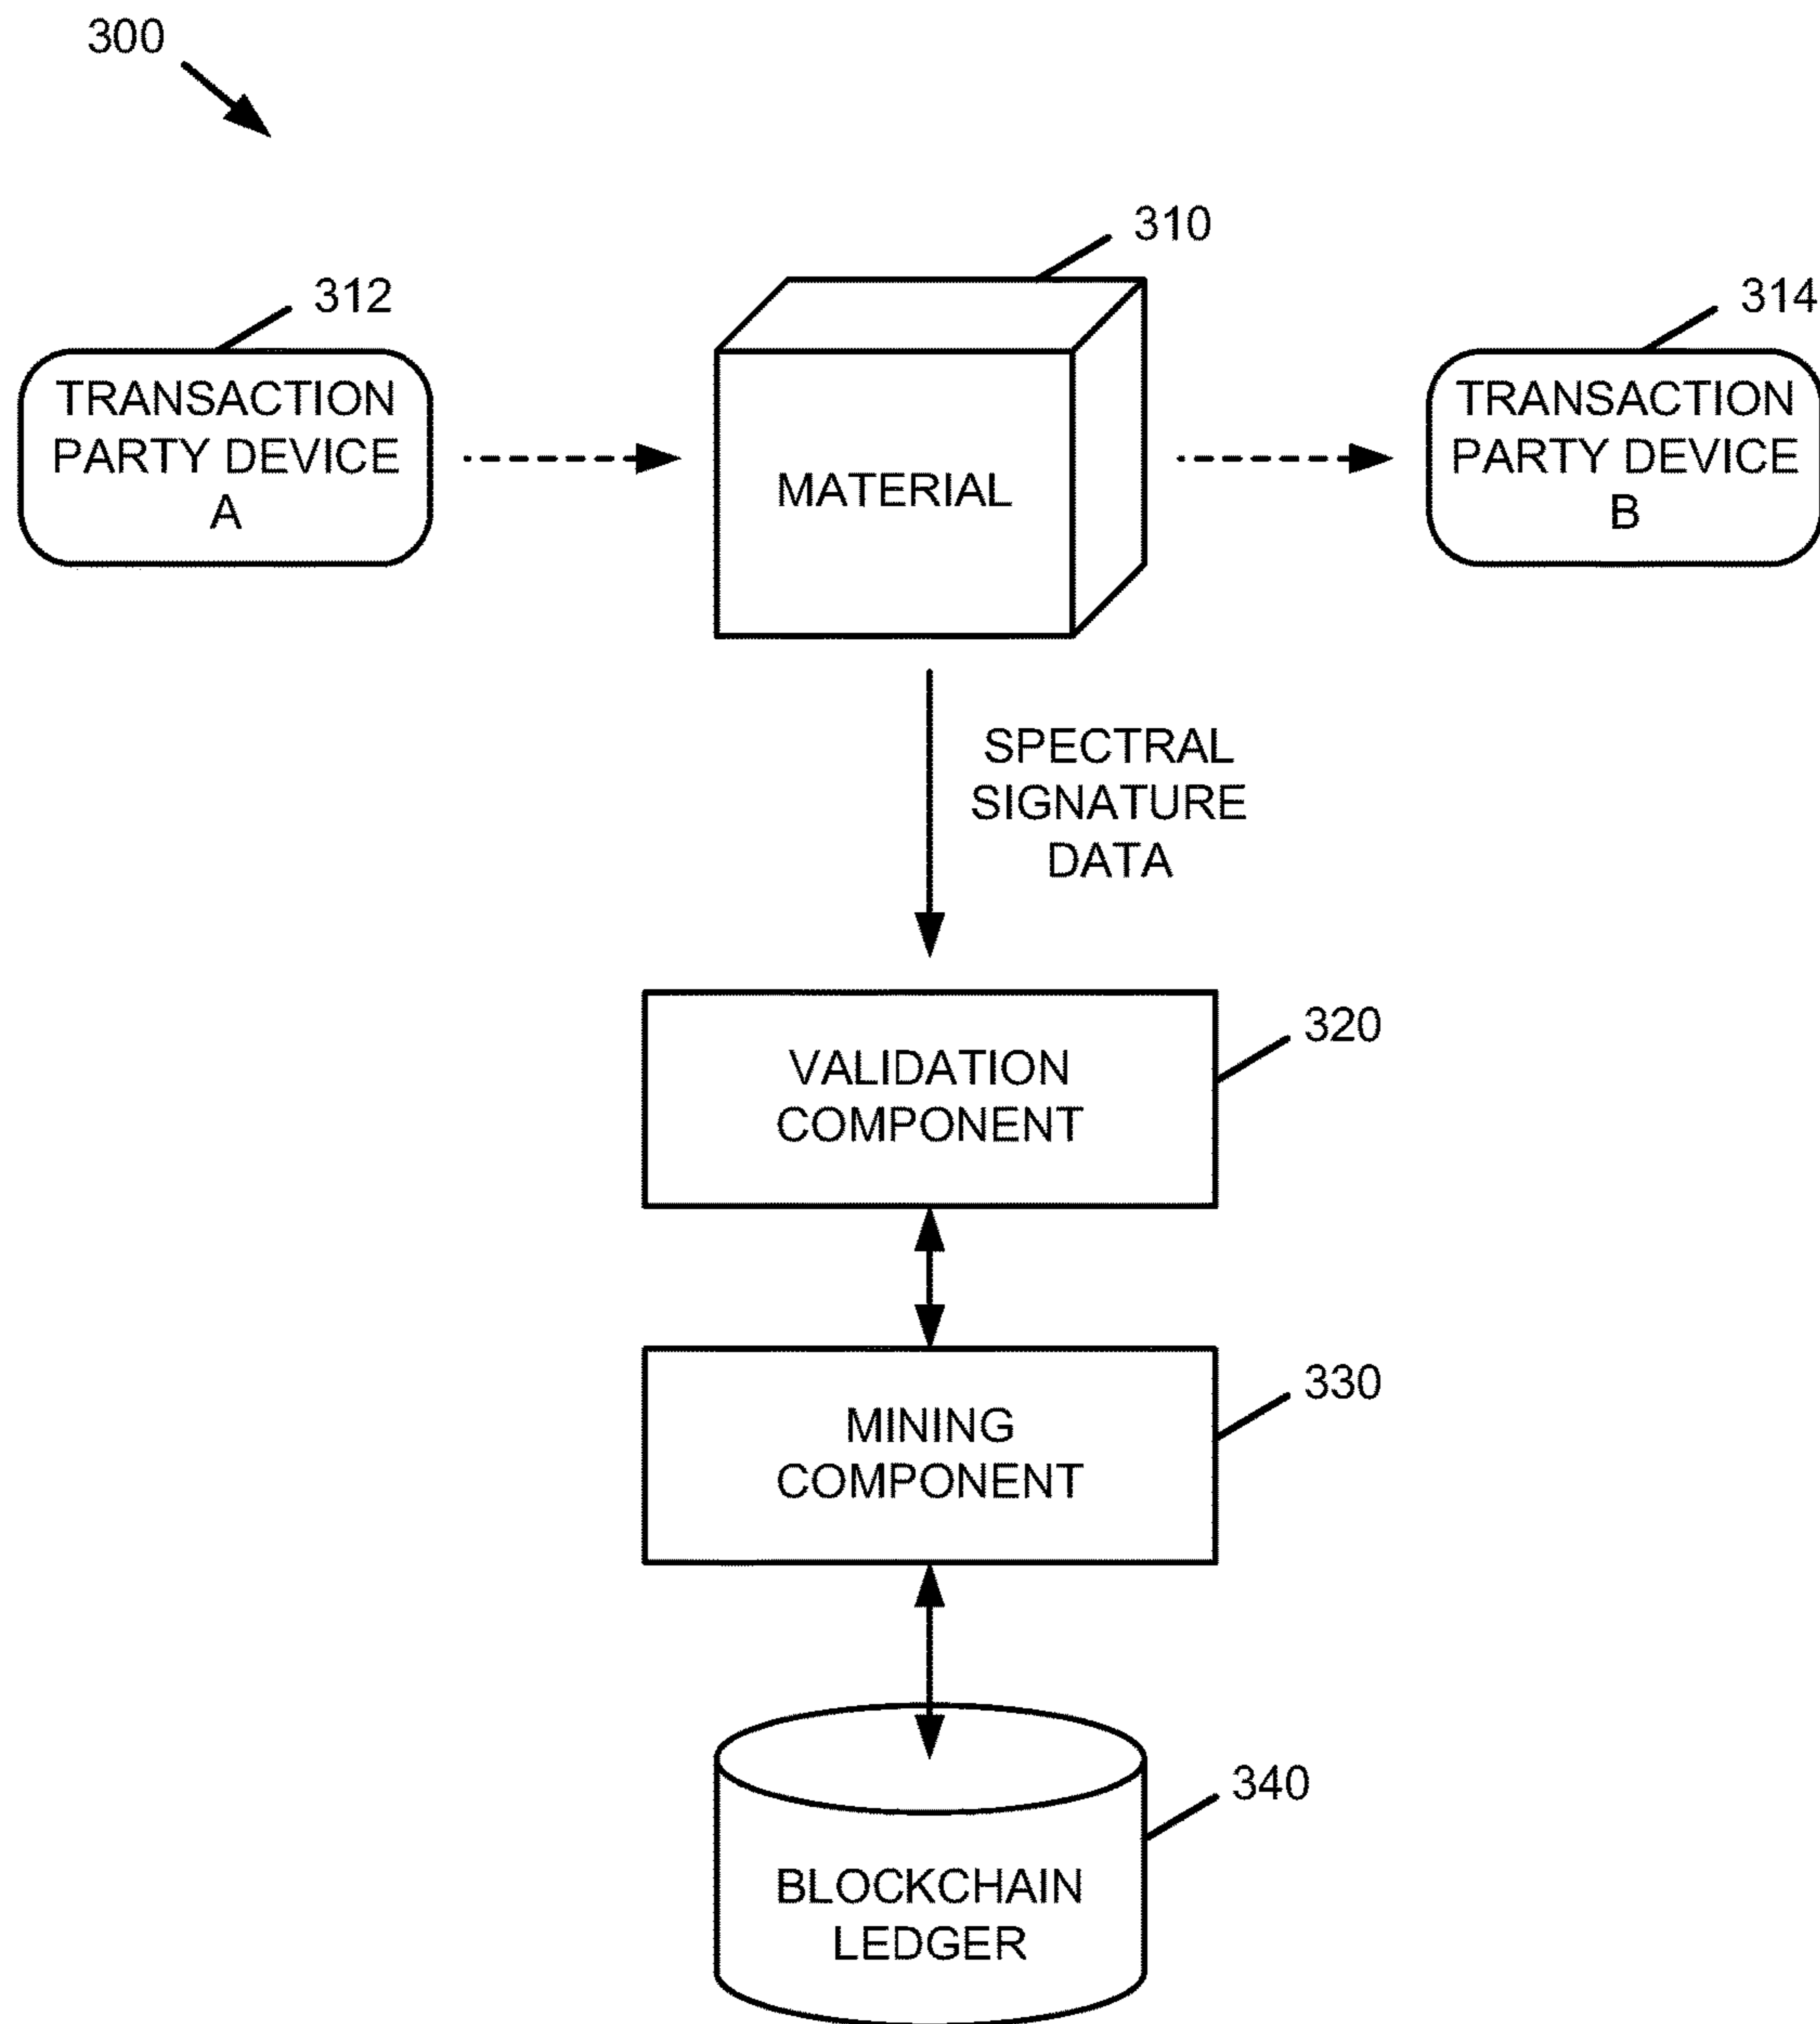 300
310
312
314
TRANSACTION
PARTY DEVICE
A
MATERIAL
TRANSACTION
PARTY DEVICE
B
SPECTRAL
SIGNATURE
DATA
320
VALIDATION
COMPONENT
330
MINING
COMPONENT
340
BLOCKCHAIN
LEDGER